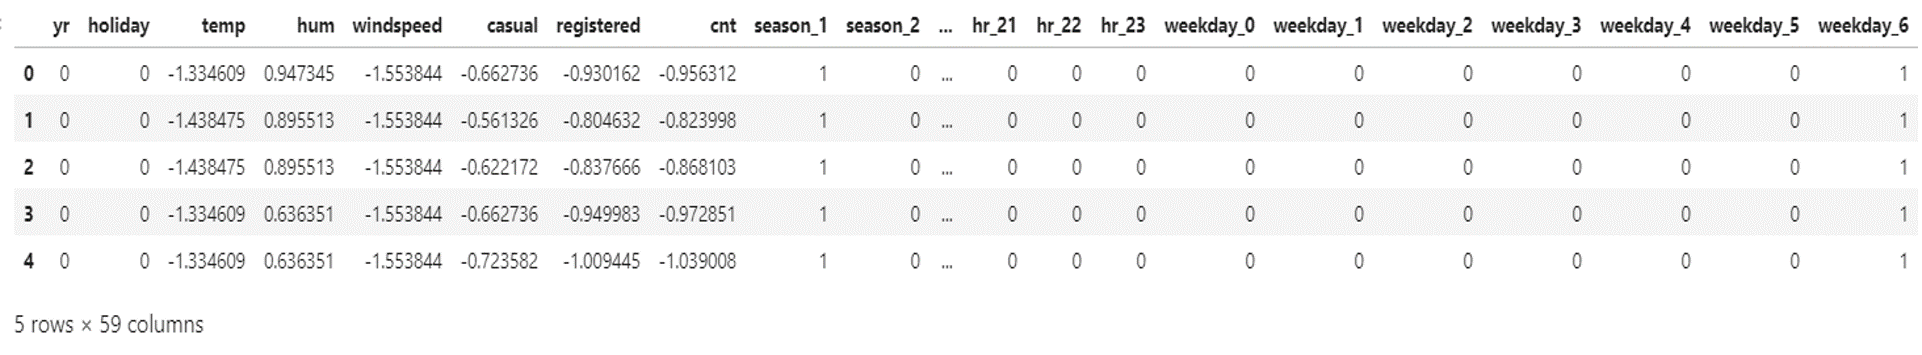 yr holiday temp hum windspeed casual registered cnt season_1 season_2 ... hr_21 hr_22 hr_23 weekday_0 weekday_1 weekday_2 weekday_3 weekday_4 weekday_5 weekday_6
0 0 0 -1.334609 0.947345 -1.553844 -0.662736 -0.930162 -0.956312 1 0 ... 0 0 0 0 0 0 0 0 0 1
1 0 0 -1.438475 0.895513 -1.553844 -0.561326 -0.804632 -0.823998 1 0 ... 0 0 0 0 0 0 0 0 0 1
2 0 0 -1.438475 0.895513 -1.553844 -0.622172 -0.837666 -0.868103 1 0 ... 0 0 0 0 0 0 0 0 0 1
3 0 0 -1.334609 0.636351 -1.553844 -0.662736 -0.949983 -0.972851 1 0 ... 0 0 0 0 0 0 0 0 0 1
4 0 0 -1.334609 0.636351 -1.553844 -0.723582 -1.009445 -1.039008 1 0 ... 0 0 0 0 0 0 0 0 0 1
5 rows × 59 columns